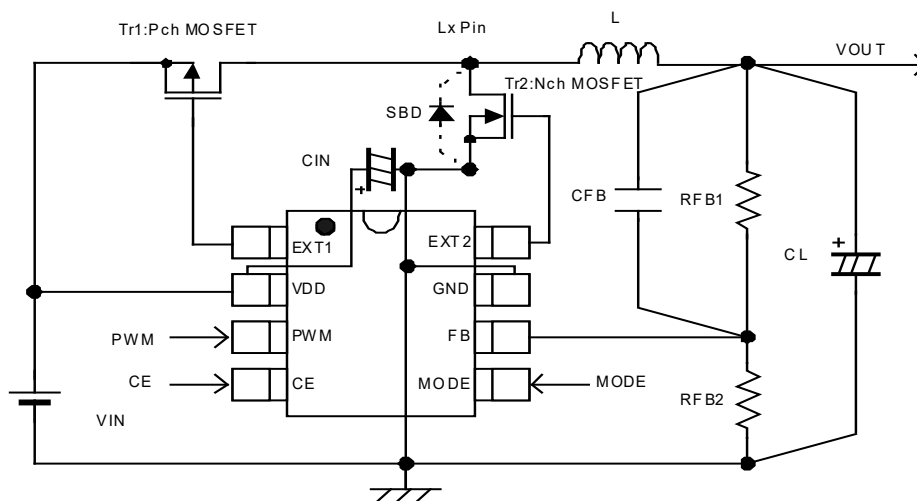 L
Tr1:Pch MOSFET
Lx Pin
VOUT
Tr2:Nch MOSFET
SBD
CIN
+
CFB
RFB1
EXT1
EXT2
+
CL
VDD
GND
PWM
PWM
FB
CE
CE
MODE
MODE
VIN
RFB2